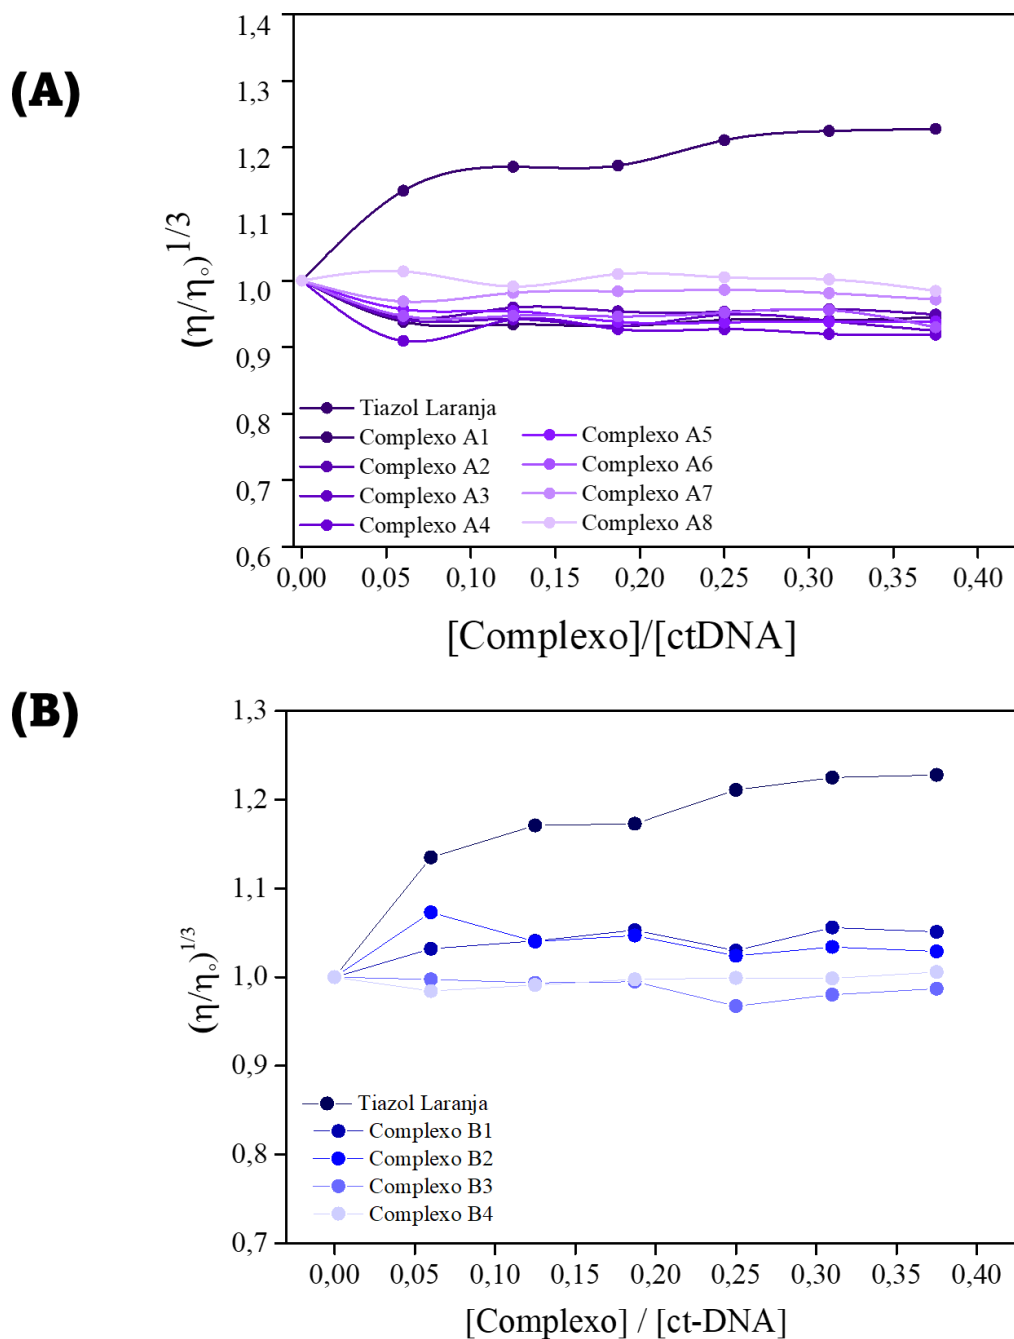 (A)
1,4
1,3
1,2
1,1
1,0
0,9
0,8
0,7
0,6
(η/η₀)1/3
Tiazol Laranja
Complexo A1
Complexo A2
Complexo A3
Complexo A4
Complexo A5
Complexo A6
Complexo A7
Complexo A8
0,00 0,05 0,10 0,15 0,20 0,25 0,30 0,35 0,40
[Complexo]/[ctDNA]
(B)
1,3
1,2
1,1
1,0
0,9
0,8
0,7
(η/η₀)1/3
Tiazol Laranja
Complexo B1
Complexo B2
Complexo B3
Complexo B4
0,00 0,05 0,10 0,15 0,20 0,25 0,30 0,35 0,40
[Complexo] / [ct-DNA]